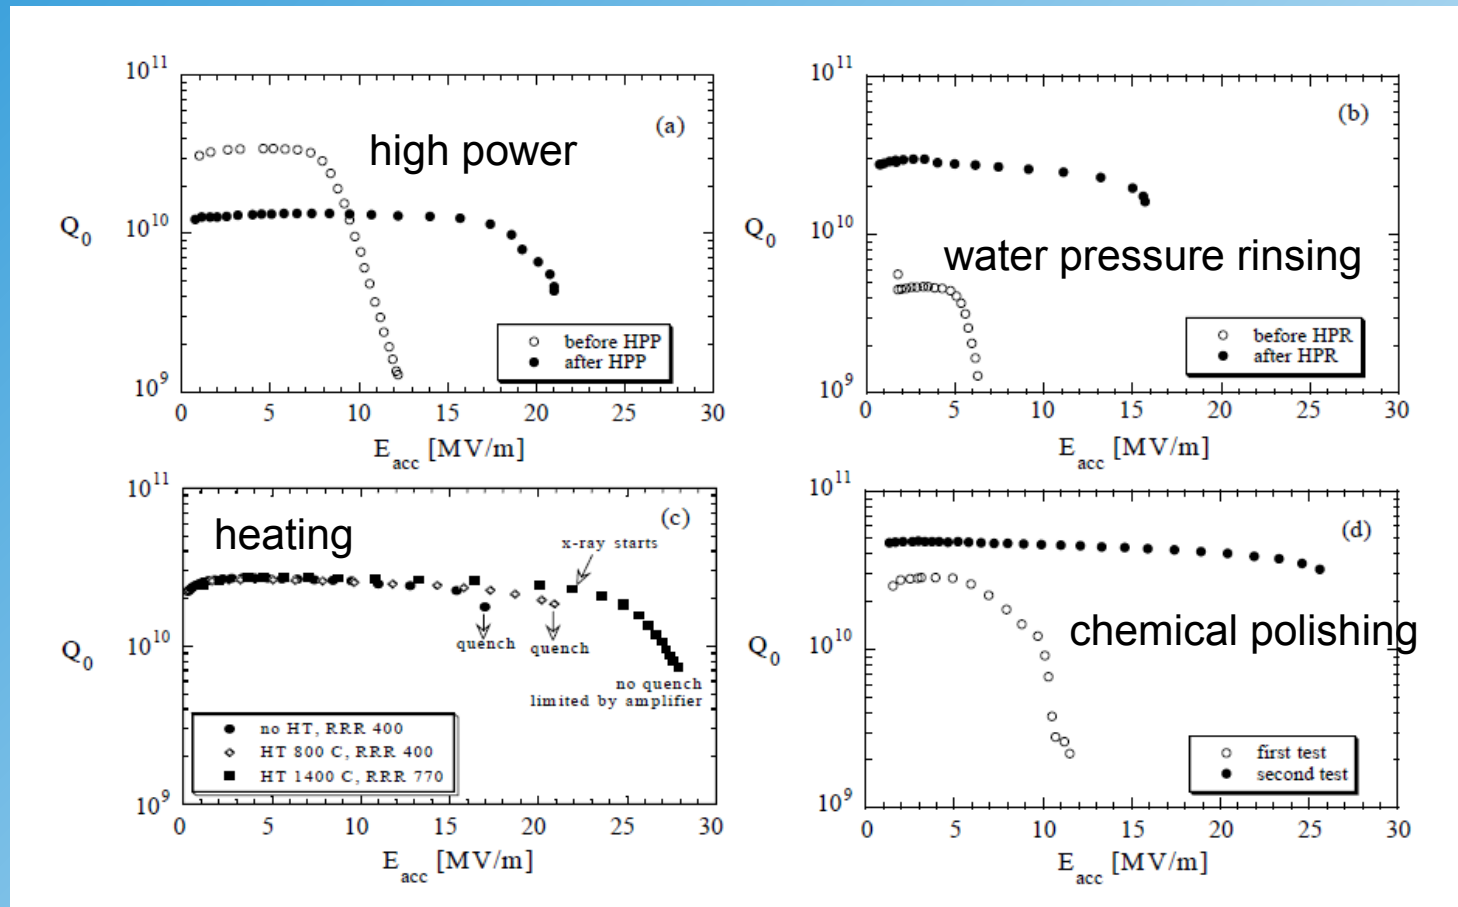 10^11
(a)
high power
Q_0
10^10
before HPP
after HPP
10^9
0 5 10 15 20 25 30
E_acc [MV/m]
10^11
(b)
Q_0
10^10
water pressure rinsing
before HPR
after HPR
10^9
0 5 10 15 20 25 30
E_acc [MV/m]
10^11
heating
(c)
x-ray starts
Q_0
10^10
quench
quench
no quench
limited by amplifier
no HT, RRR 400
HT 800 C, RRR 400
HT 1400 C, RRR 770
10^9
0 5 10 15 20 25 30
E_acc [MV/m]
10^11
(d)
Q_0
10^10
chemical polishing
first test
second test
10^9
0 5 10 15 20 25 30
E_acc [MV/m]